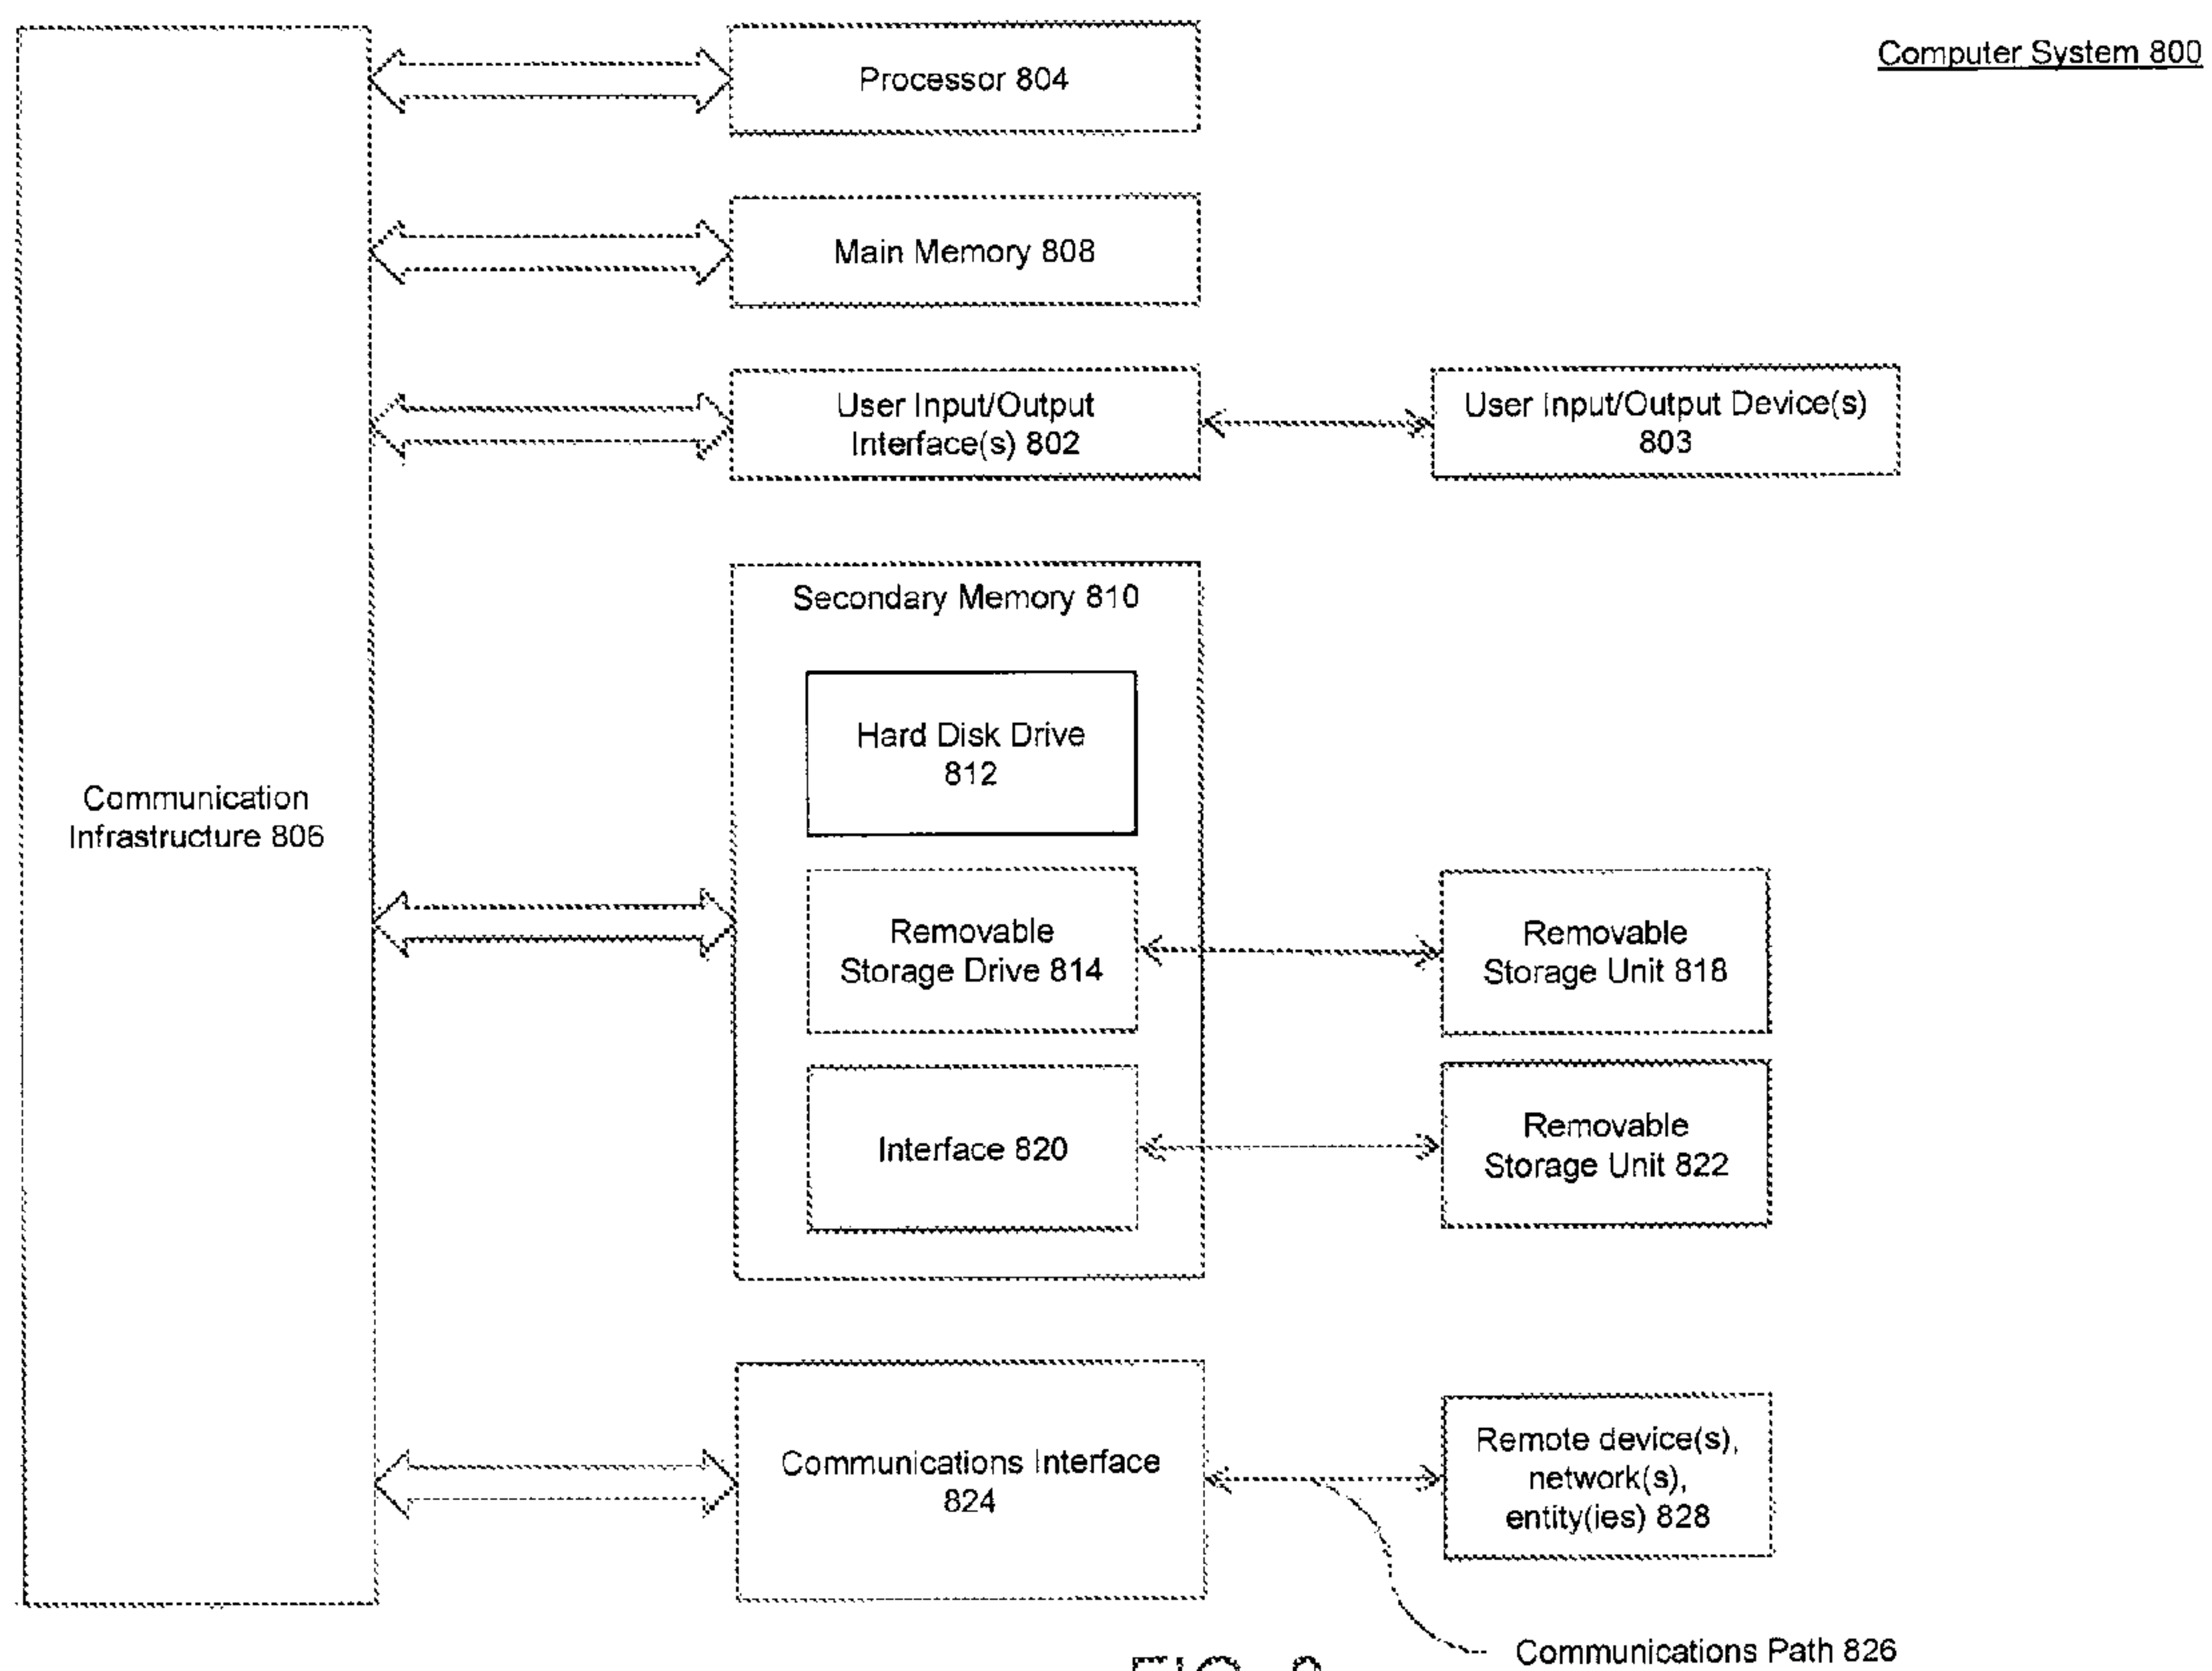 Computer System 800
Processor 804
Main Memory 808
User Input/Output
Interface(s) 802
User Input/Output Device(s)
803
Secondary Memory 810
Hard Disk Drive
812
Communication
Infrastructure 806
Removable
Storage Drive 814
Removable
Storage Unit 818
Interface 820
Removable
Storage Unit 822
Communications Interface
824
Remote device(s),
network(s),
entity(ies) 828
Communications Path 826